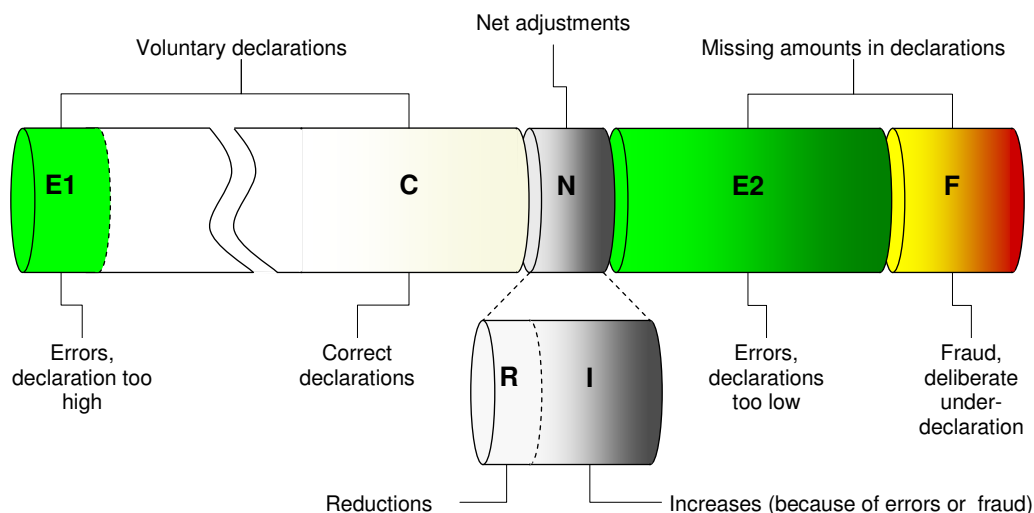 Net adjustments
Voluntary declarations
Missing amounts in declarations
E1
C
N
E2
F
Errors,
declaration too
high
Correct
declarations
R
I
Errors,
declarations
too low
Fraud,
deliberate
under-
declaration
Reductions
Increases (because of errors or fraud)